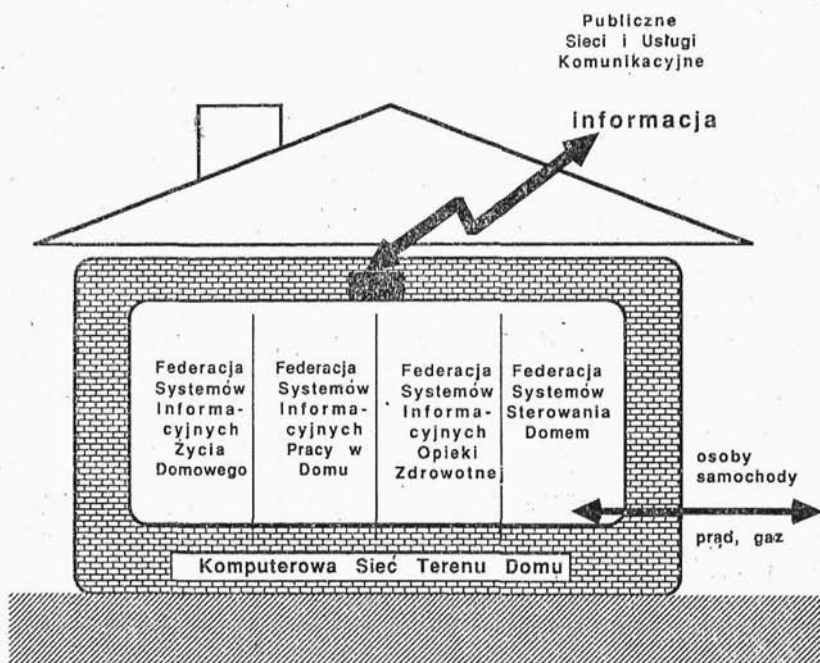 Publiczne
Sieci i Usługi
Komunikacyjne
informacja
Federacja
Systemów
Informa-
cyjnych
Życia
Domowego
Federacja
Systemów
Informa-
cyjnych
Pracy w
Domu
Federacja
Systemów
Informa-
cyjnych
Opieki
Zdrowotnej
Federacja
Systemów
Sterowania
Domem
osoby
samochody
prąd, gaz
Komputerowa Sieć Terenu Domu